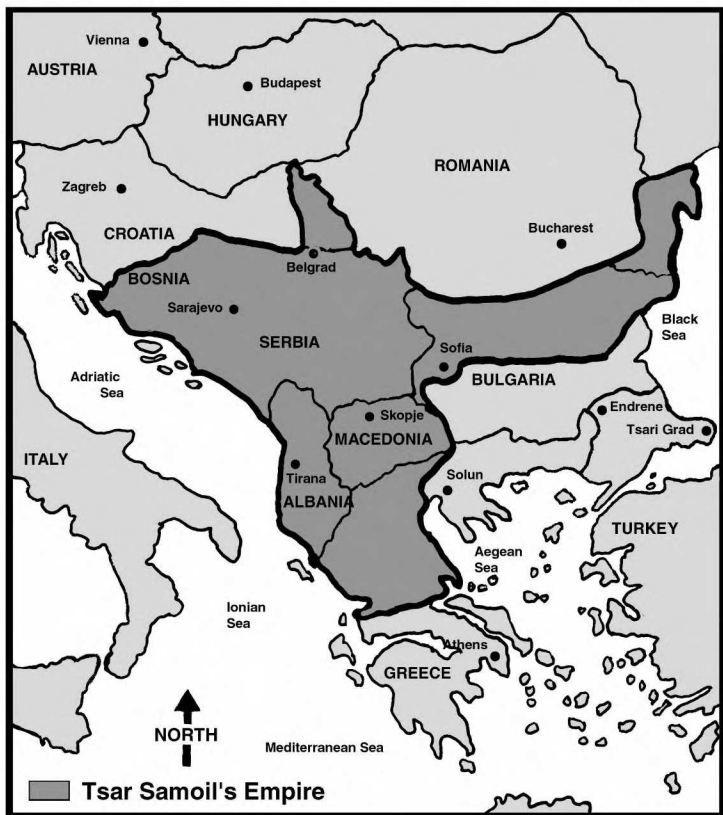 Vienna
AUSTRIA
Budapest
HUNGARY
ROMANIA
Zagreb
CROATIA
Bucharest
Belgrad
BOSNIA
Sarajevo
SERBIA
Black
Sea
Sofia
BULGARIA
Adriatic
Sea
Endrene
Tsari Grad
Skopje
MACEDONIA
ITALY
Tirana
ALBANIA
Solun
TURKEY
Aegean
Sea
Ionian
Sea
Athens
GREECE
NORTH
Mediterranean Sea
Tsar Samoil's Empire